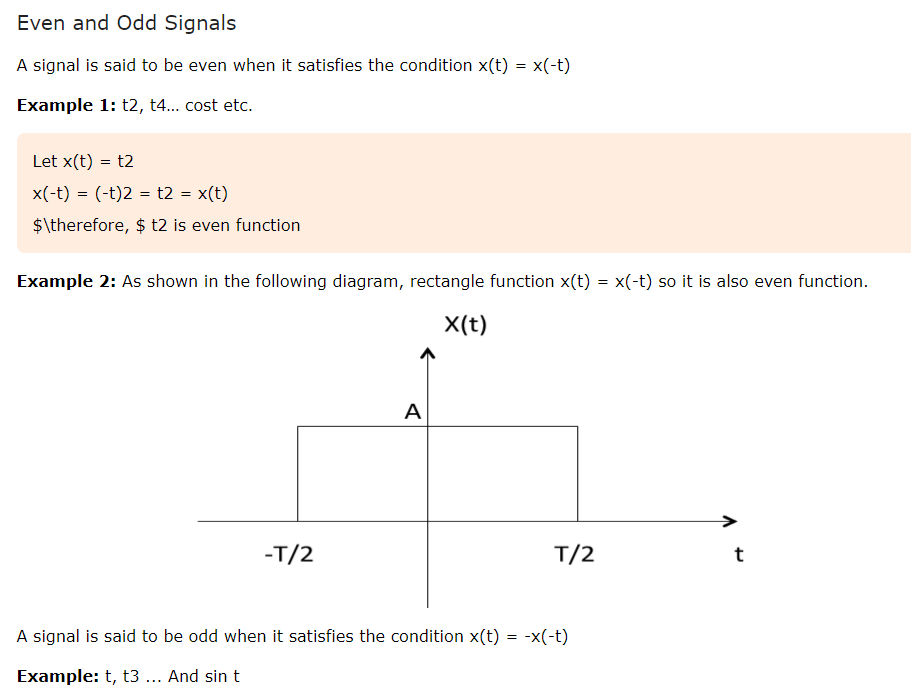 Even and Odd Signals
A signal is said to be even when it satisfies the condition x(t) = x(-t)
Example 1: t2, t4… cost etc.
Let x(t) = t2
x(-t) = (-t)2 = t2 = x(t)
$\therefore, $ t2 is even function
Example 2: As shown in the following diagram, rectangle function x(t) = x(-t) so it is also even function.
X(t)
A
-T/2 T/2 t
A signal is said to be odd when it satisfies the condition x(t) = -x(-t)
Example: t, t3 ... And sin t